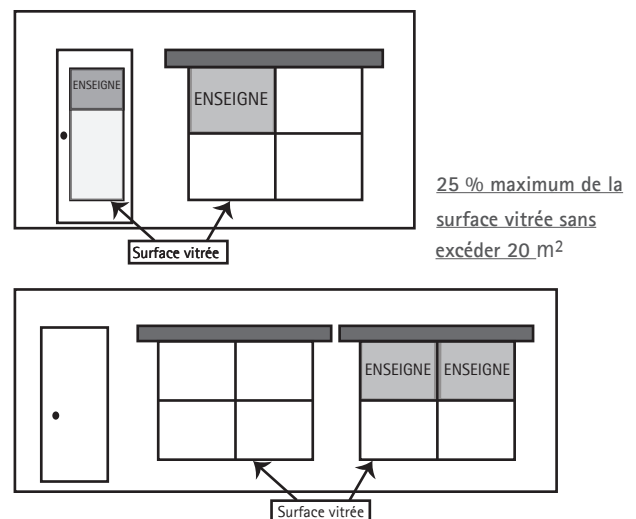 ENSEIGNE
ENSEIGNE
Surface vitrée
25 % maximum de la
surface vitrée sans
excéder 20 m²
ENSEIGNE ENSEIGNE
Surface vitrée